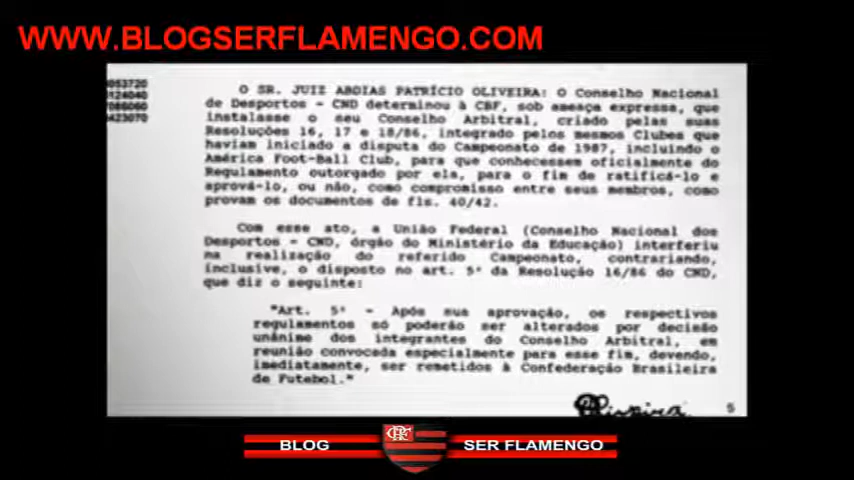 WWW.BLOGSERFLAMENGO.COM
O SR. JUIZ ABDIAS PATRÍCIO OLIVEIRA: O Conselho Nacional
de Desportos - CND determinou à CBF, sob ameaça expressa, que
instalasse o seu Conselho Arbitral, criado pelas suas
Resoluções 16, 17 e 18/86, integrado pelos mesmos Clubes que
haviam iniciado a disputa do Campeonato de 1987, incluindo o
América Foot-Ball Club, para que conhecessem oficialmente do
Regulamento outorgado por ela, para o fim de ratificá-lo e
aprová-lo, ou não, como compromisso entre seus membros, como
provam os documentos de fls. 40/42.
Com esse ato, a União Federal (Conselho Nacional dos
Desportos - CND, órgão do Ministério da Educação) interferiu
na realização do referido Campeonato, contrariando,
inclusive, o disposto no art. 5º da Resolução 16/86 do CND,
que diz o seguinte:
"Art. 5º - Após sua aprovação, os respectivos
regulamentos só poderão ser alterados por decisão
unânime dos integrantes do Conselho Arbitral, em
reunião convocada especialmente para esse fim, devendo,
imediatamente, ser remetidos à Confederação Brasileira
de Futebol."
5
BLOG SER FLAMENGO